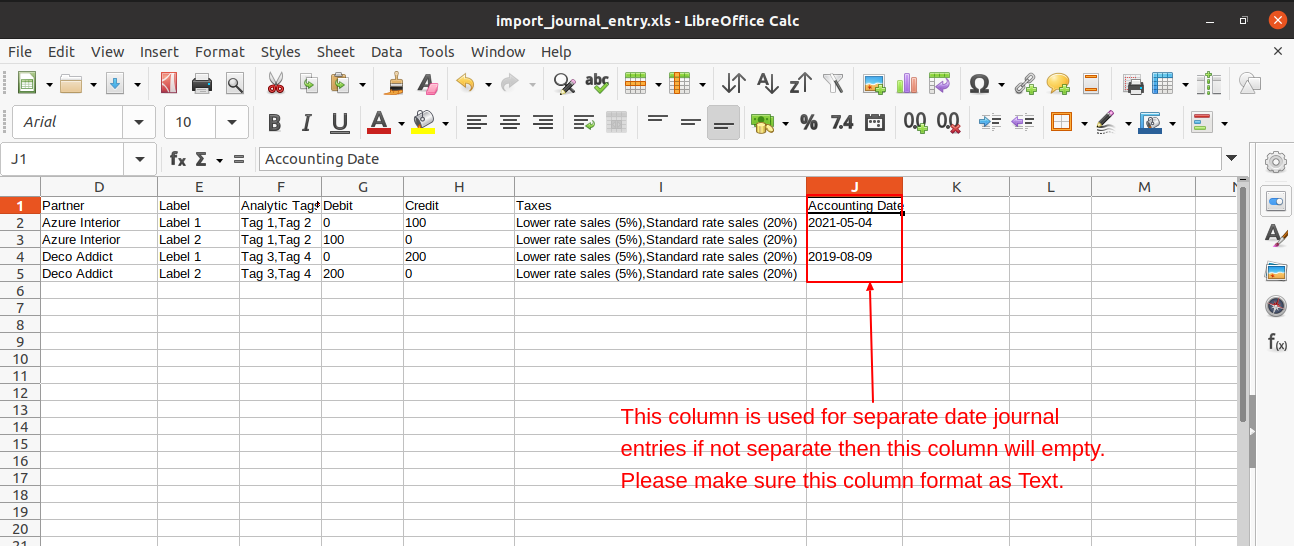 import_journal_entry.xls - LibreOffice Calc
File Edit View Insert Format Styles Sheet Data Tools Window Help
abc
Arial 10 B I U A % 7.4 0.0 0.0
J1 fx Σ = Accounting Date
D E F G H I J K L M
1 Partner Label Analytic Tags Debit Credit Taxes Accounting Date
2 Azure Interior Label 1 Tag 1,Tag 2 0 100 Lower rate sales (5%),Standard rate sales (20%) 2021-05-04
3 Azure Interior Label 2 Tag 1,Tag 2 100 0 Lower rate sales (5%),Standard rate sales (20%)
4 Deco Addict Lebel 1 Tag 3,Tag 4 0 200 Lower rate sales (5%),Standard rate sales (20%) 2019-08-09
5 Deco Addict Label 2 Tag 3,Tag 4 200 0 Lower rate sales (5%),Standard rate sales (20%)
6
7
8
9
10
11
12
13
14
15
16
17
18
19
20
21
This column is used for separate date journal
entries if not separate then this column will empty.
Please make sure this column format as Text.
f(x)